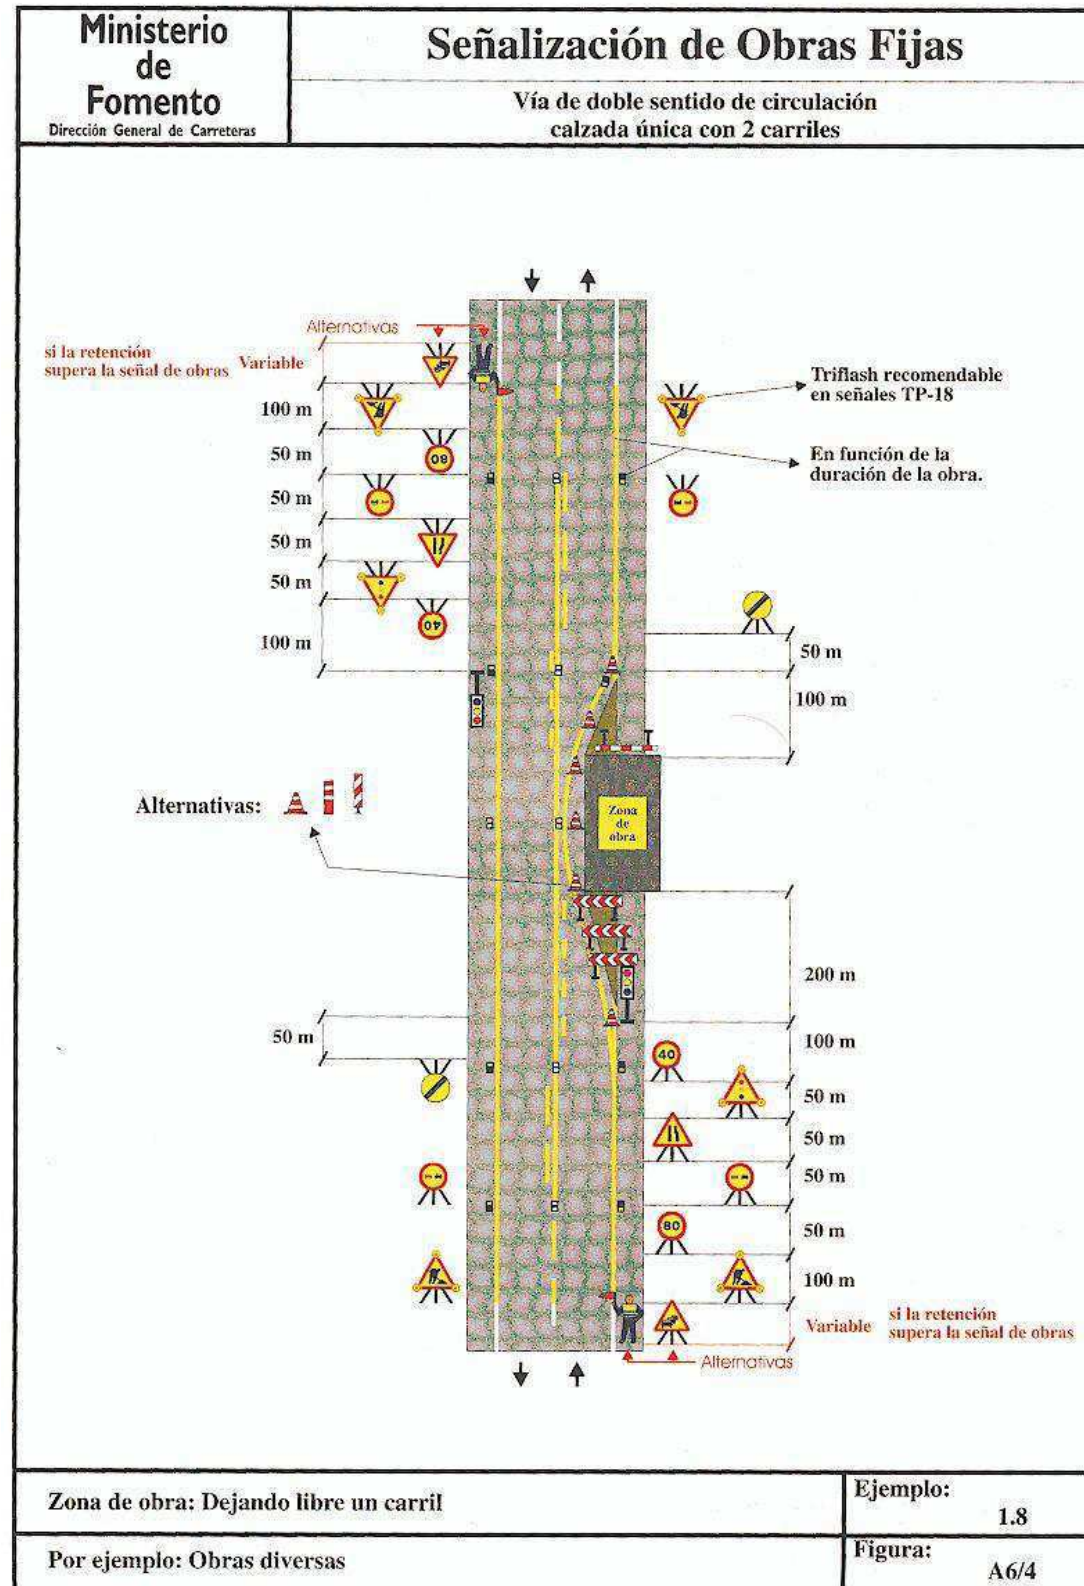 Ministerio
de
Fomento
Dirección General de Carreteras
Señalización de Obras Fijas
Vía de doble sentido de circulación
calzada única con 2 carriles
Alternativas
si la retención
supera la señal de obras
Variable
100 m
50 m
50 m
50 m
50 m
100 m
80
40
Triflash recomendable
en señales TP-18
En función de la
duración de la obra.
50 m
100 m
Alternativas:
Zona
de
obra
200 m
50 m
100 m
50 m
50 m
50 m
50 m
100 m
40
80
Variable
si la retención
supera la señal de obras
Alternativas
Zona de obra: Dejando libre un carril
Ejemplo:
1.8
Por ejemplo: Obras diversas
Figura:
A6/4